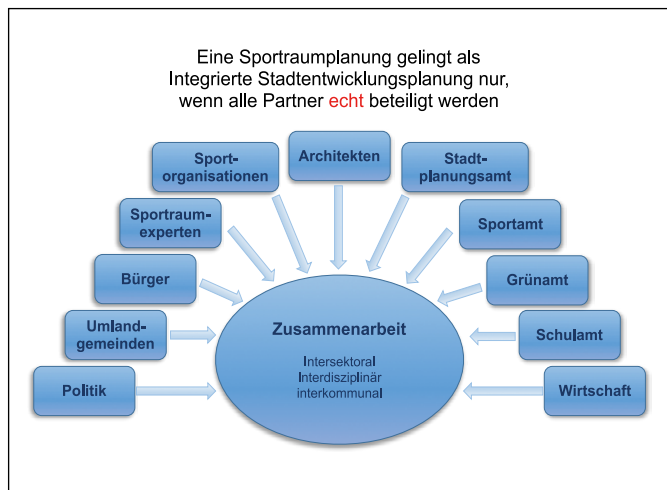 Eine Sportraumplanung gelingt als
Integrierte Stadtentwicklungsplanung nur,
wenn alle Partner echt beteiligt werden
Architekten
Sport-
organisationen
Stadt-
planungsamt
Sportraum-
experten
Sportamt
Bürger
Grünamt
Umland-
gemeinden
Schulamt
Politik
Wirtschaft
Zusammenarbeit
Intersektoral
Interdisziplinär
interkommunal